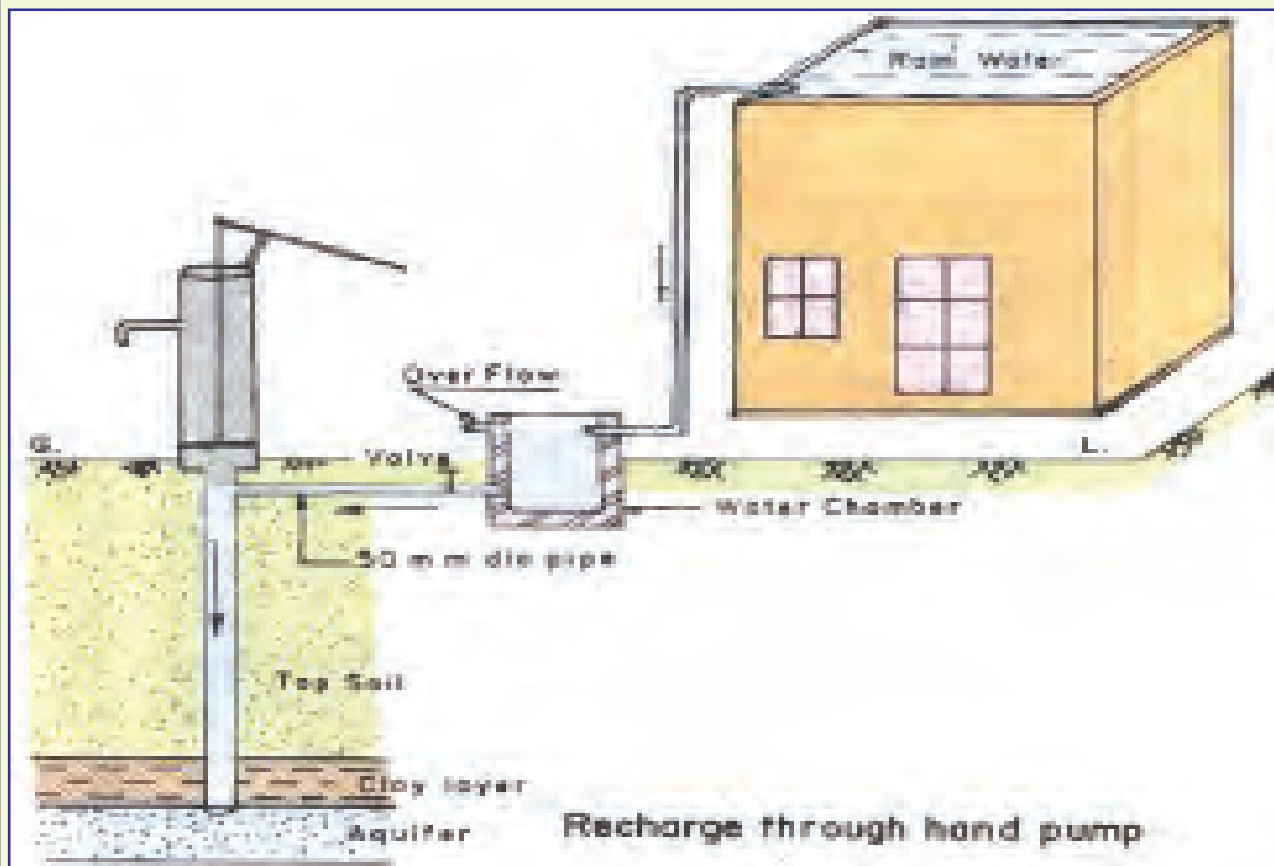 Rain Water
Over Flow
G.
Valve
L.
Water Chamber
50 mm dia pipe
Top Soil
Clay layer
Aquifer
Recharge through hand pump